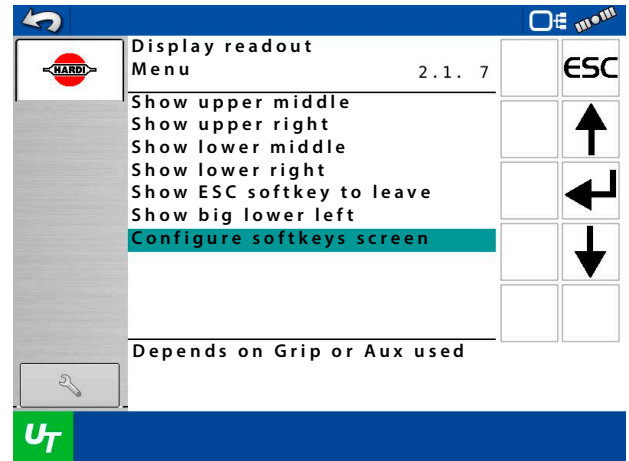 HARDI
Display readout
Menu 2.1. 7
ESC
Show upper middle
Show upper right
Show lower middle
Show lower right
Show ESC softkey to leave
Show big lower left
Configure softkeys screen
Depends on Grip or Aux used
UT